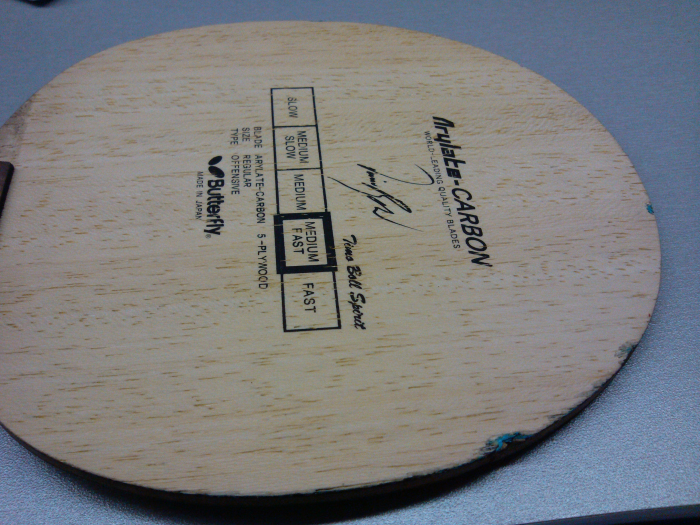 Arylate-CARBON
WORLD-LEADING QUALITY BLADES
Timo Boll Spirit
SLOW
MEDIUM SLOW
MEDIUM
MEDIUM FAST
FAST
BLADE ARYLATE-CARBON 5-PLYWOOD
SIZE REGULAR
TYPE OFFENSIVE
Butterfly®
MADE IN JAPAN